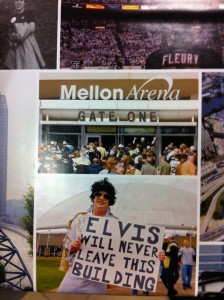 FLEURY
Mellon Arena
GATE ONE
ELVIS
WILL NEVER
LEAVE THIS
BUILDING